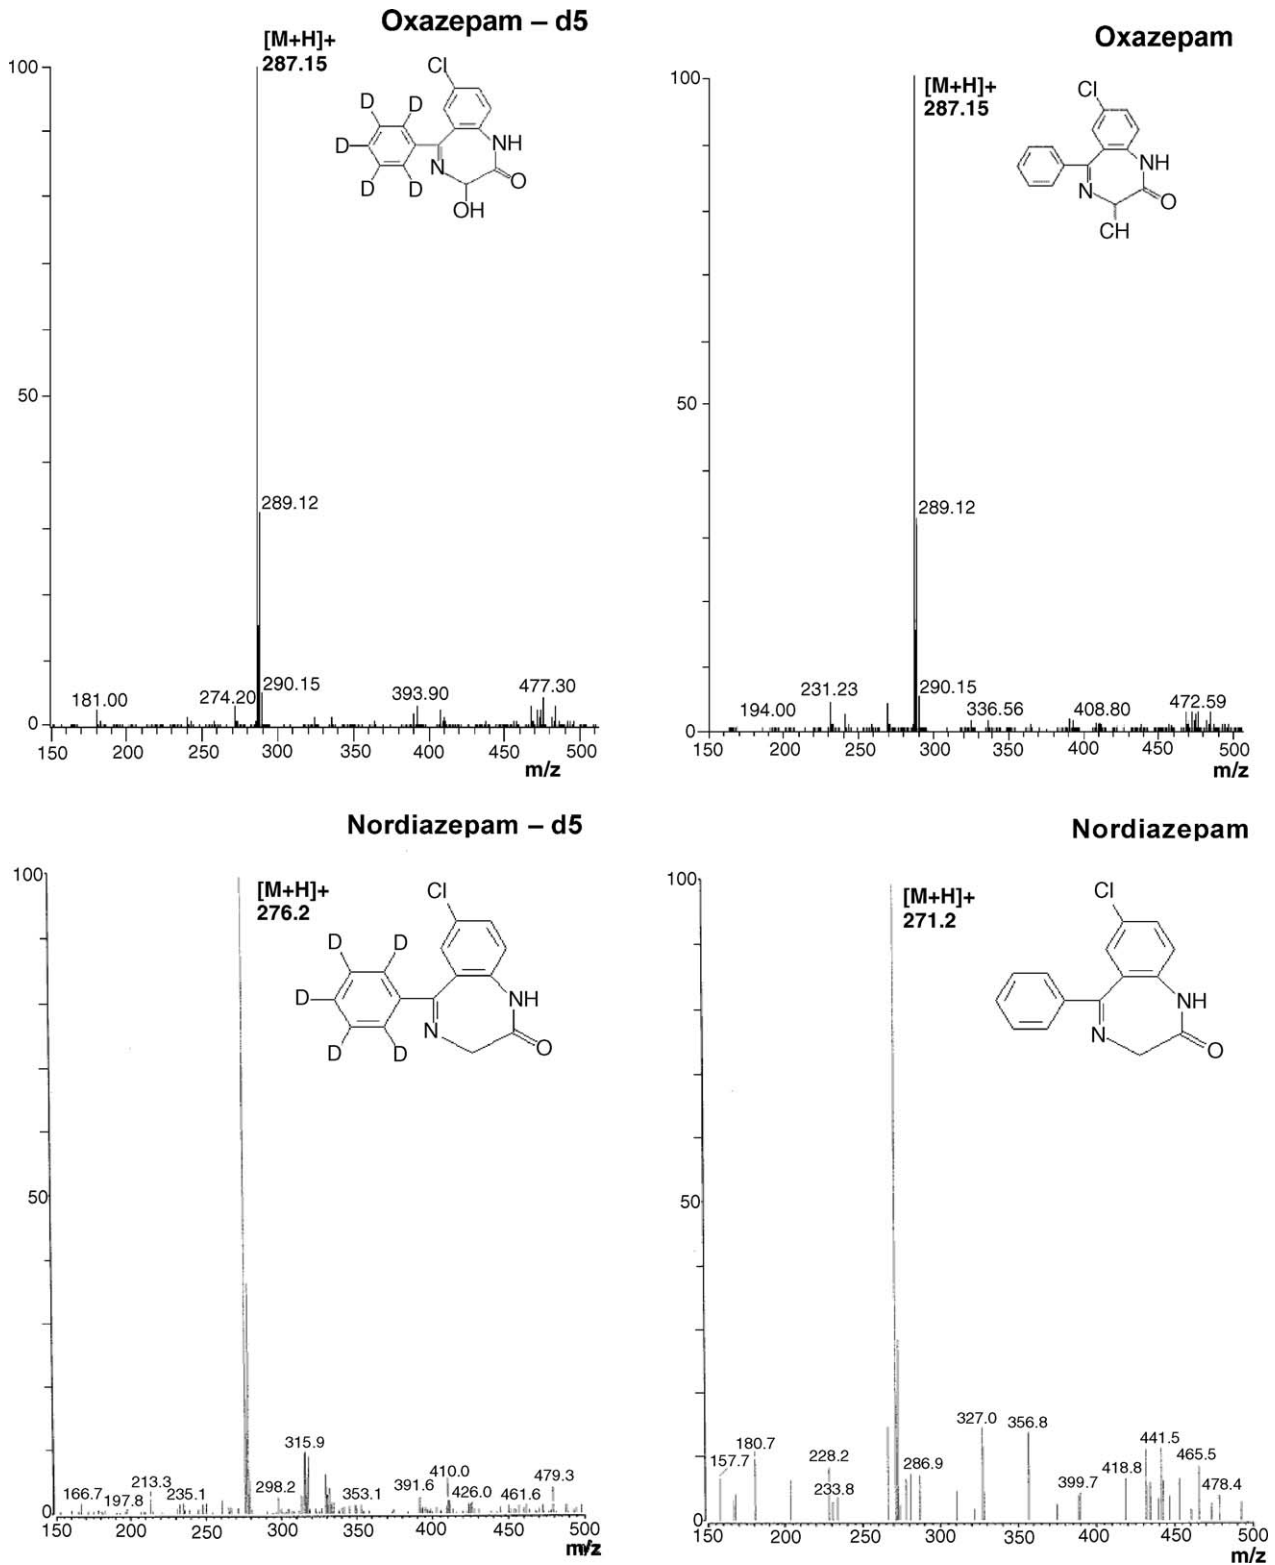 Oxazepam – d5
[M+H]+
287.15
Cl
D
D
D
D
D
NH
N
O
OH
100
50
0
289.12
290.15
181.00
274.20
393.90
477.30
150
200
250
300
350
400
450
500
m/z
Oxazepam
[M+H]+
287.15
Cl
NH
N
O
CH
100
50
0
289.12
290.15
194.00
231.23
336.56
408.80
472.59
150
200
250
300
350
400
450
500
m/z
Nordiazepam – d5
[M+H]+
276.2
Cl
D
D
D
D
D
NH
N
O
100
50
0
166.7
197.8
213.3
235.1
298.2
315.9
353.1
391.6
410.0
426.0
461.6
479.3
150
200
250
300
350
400
450
500
m/z
Nordiazepam
[M+H]+
271.2
Cl
NH
N
O
100
50
0
157.7
180.7
228.2
233.8
286.9
327.0
356.8
399.7
418.8
441.5
465.5
478.4
150
200
250
300
350
400
450
500
m/z